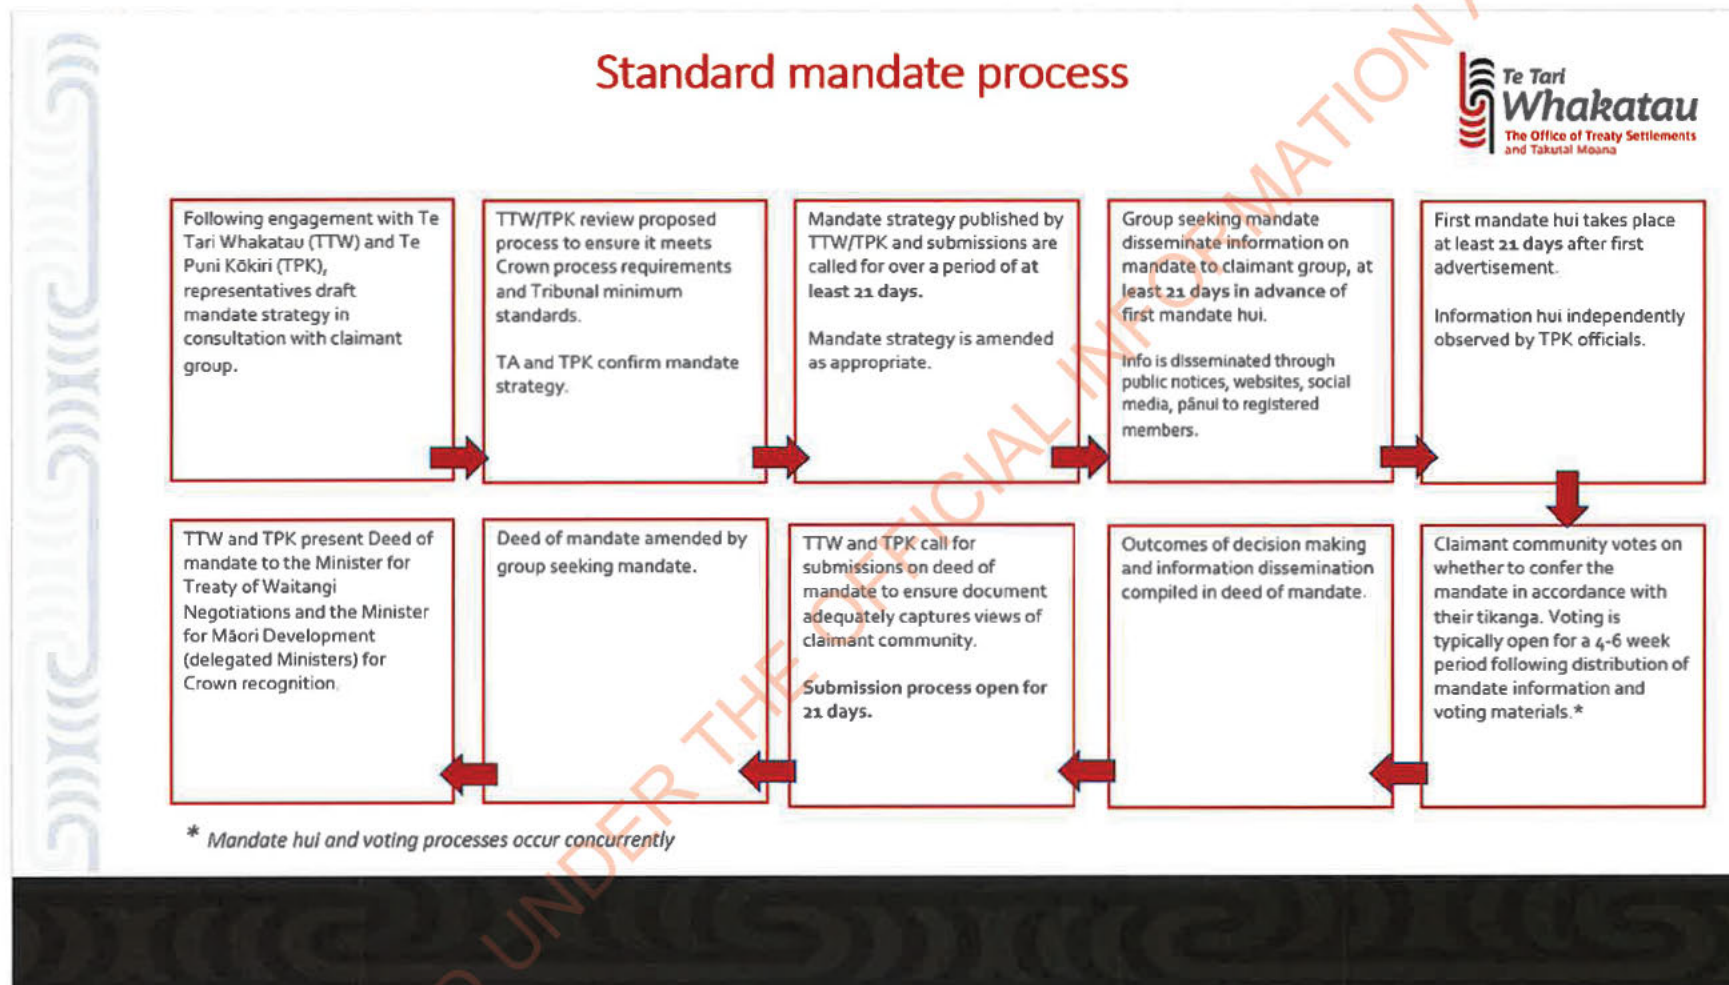 Standard mandate process
Te Tari
Whakatau
The Office of Treaty Settlements
and Takutai Moana
Following engagement with Te
Tari Whakatau (TTW) and Te
Puni Kōkiri (TPK),
representatives draft
mandate strategy in
consultation with claimant
group.
TTW/TPK review proposed
process to ensure it meets
Crown process requirements
and Tribunal minimum
standards.
TA and TPK confirm mandate
strategy.
Mandate strategy published by
TTW/TPK and submissions are
called for over a period of at
least 21 days.
Mandate strategy is amended
as appropriate.
Group seeking mandate
disseminate information on
mandate to claimant group, at
least 21 days in advance of
first mandate hui.
Info is disseminated through
public notices, websites, social
media, pānui to registered
members.
First mandate hui takes place
at least 21 days after first
advertisement.
Information hui independently
observed by TPK officials.
Claimant community votes on
whether to confer the
mandate in accordance with
their tikanga. Voting is
typically open for a 4-6 week
period following distribution of
mandate information and
voting materials.*
Outcomes of decision making
and information dissemination
compiled in deed of mandate.
TTW and TPK call for
submissions on deed of
mandate to ensure document
adequately captures views of
claimant community.
Submission process open for
21 days.
Deed of mandate amended by
group seeking mandate.
TTW and TPK present Deed of
mandate to the Minister for
Treaty of Waitangi
Negotiations and the Minister
for Māori Development
(delegated Ministers) for
Crown recognition.
* Mandate hui and voting processes occur concurrently
UNDER THE OFFICIAL INFORMATION